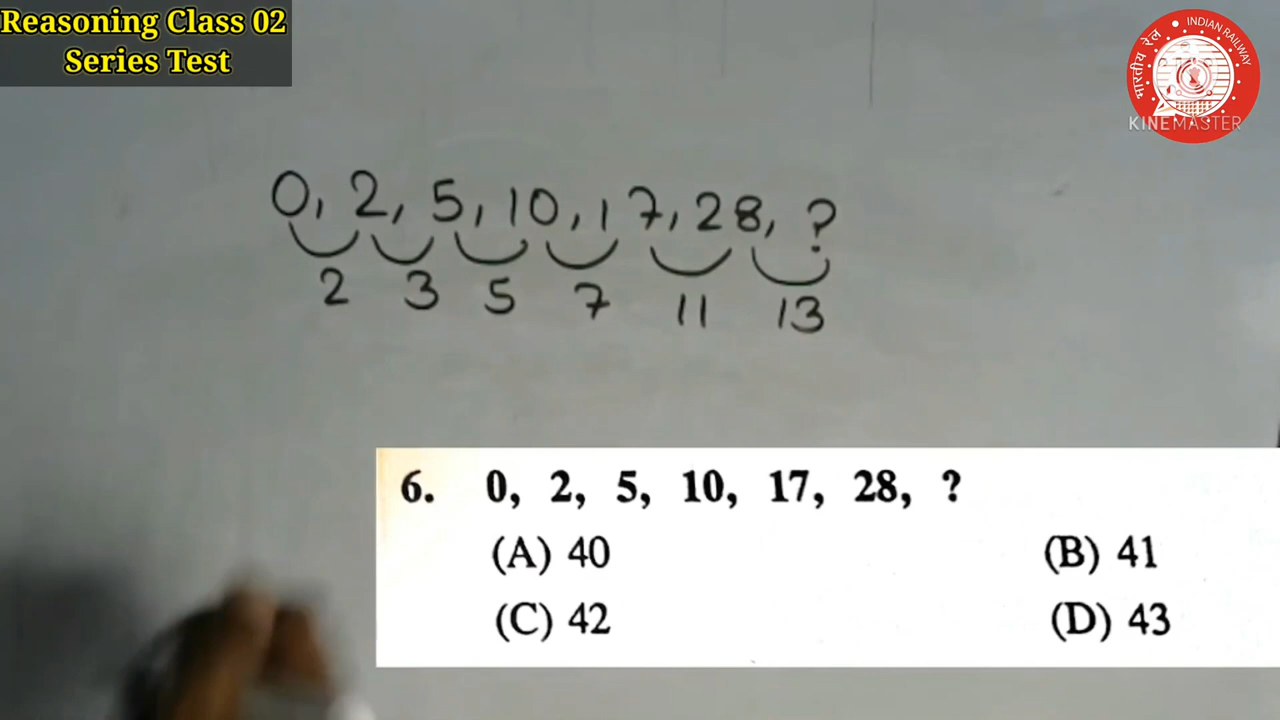 Reasoning Class 02
Series Test
भारतीय रेल
INDIAN RAILWAY
KINEMASTER
0, 2, 5, 10, 17, 28, ?
2 3 5 7 11 13
6. 0, 2, 5, 10, 17, 28, ?
(A) 40 (B) 41
(C) 42 (D) 43